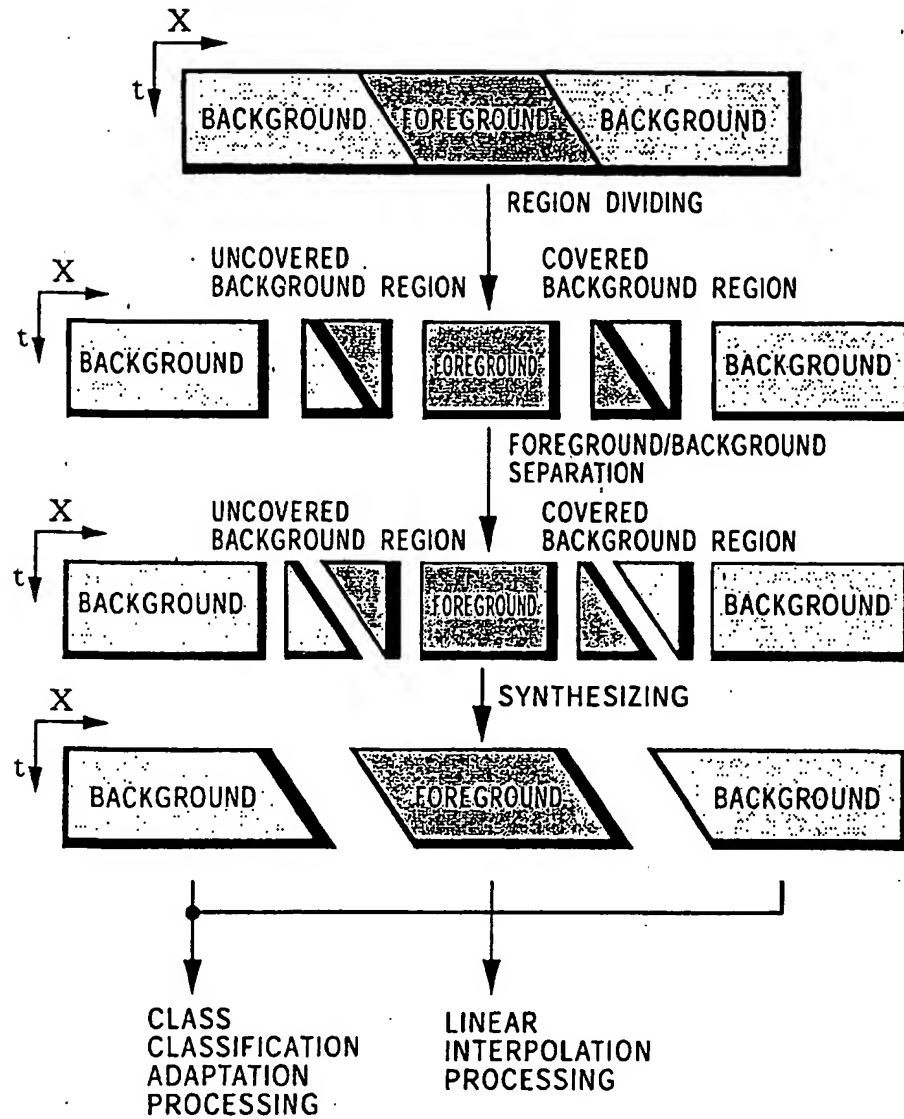 X
t
BACKGROUND FOREGROUND BACKGROUND
REGION DIVIDING
UNCOVERED
BACKGROUND REGION
COVERED
BACKGROUND REGION
X
t
BACKGROUND FOREGROUND BACKGROUND
FOREGROUND/BACKGROUND
SEPARATION
UNCOVERED
BACKGROUND REGION
COVERED
BACKGROUND REGION
X
t
BACKGROUND FOREGROUND BACKGROUND
SYNTHESIZING
X
t
BACKGROUND FOREGROUND BACKGROUND
CLASS
CLASSIFICATION
ADAPTATION
PROCESSING
LINEAR
INTERPOLATION
PROCESSING